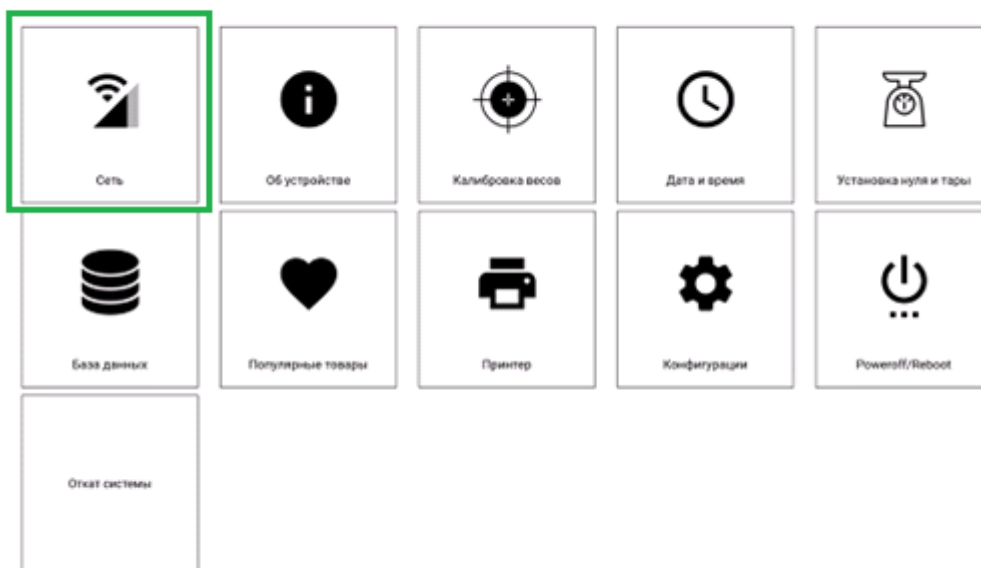 Сеть
Об устройстве
Калибровка весов
Дата и время
Установка нуля и тары
База данных
Популярные товары
Принтер
Конфигурации
Poweroff/Reboot
Откат системы